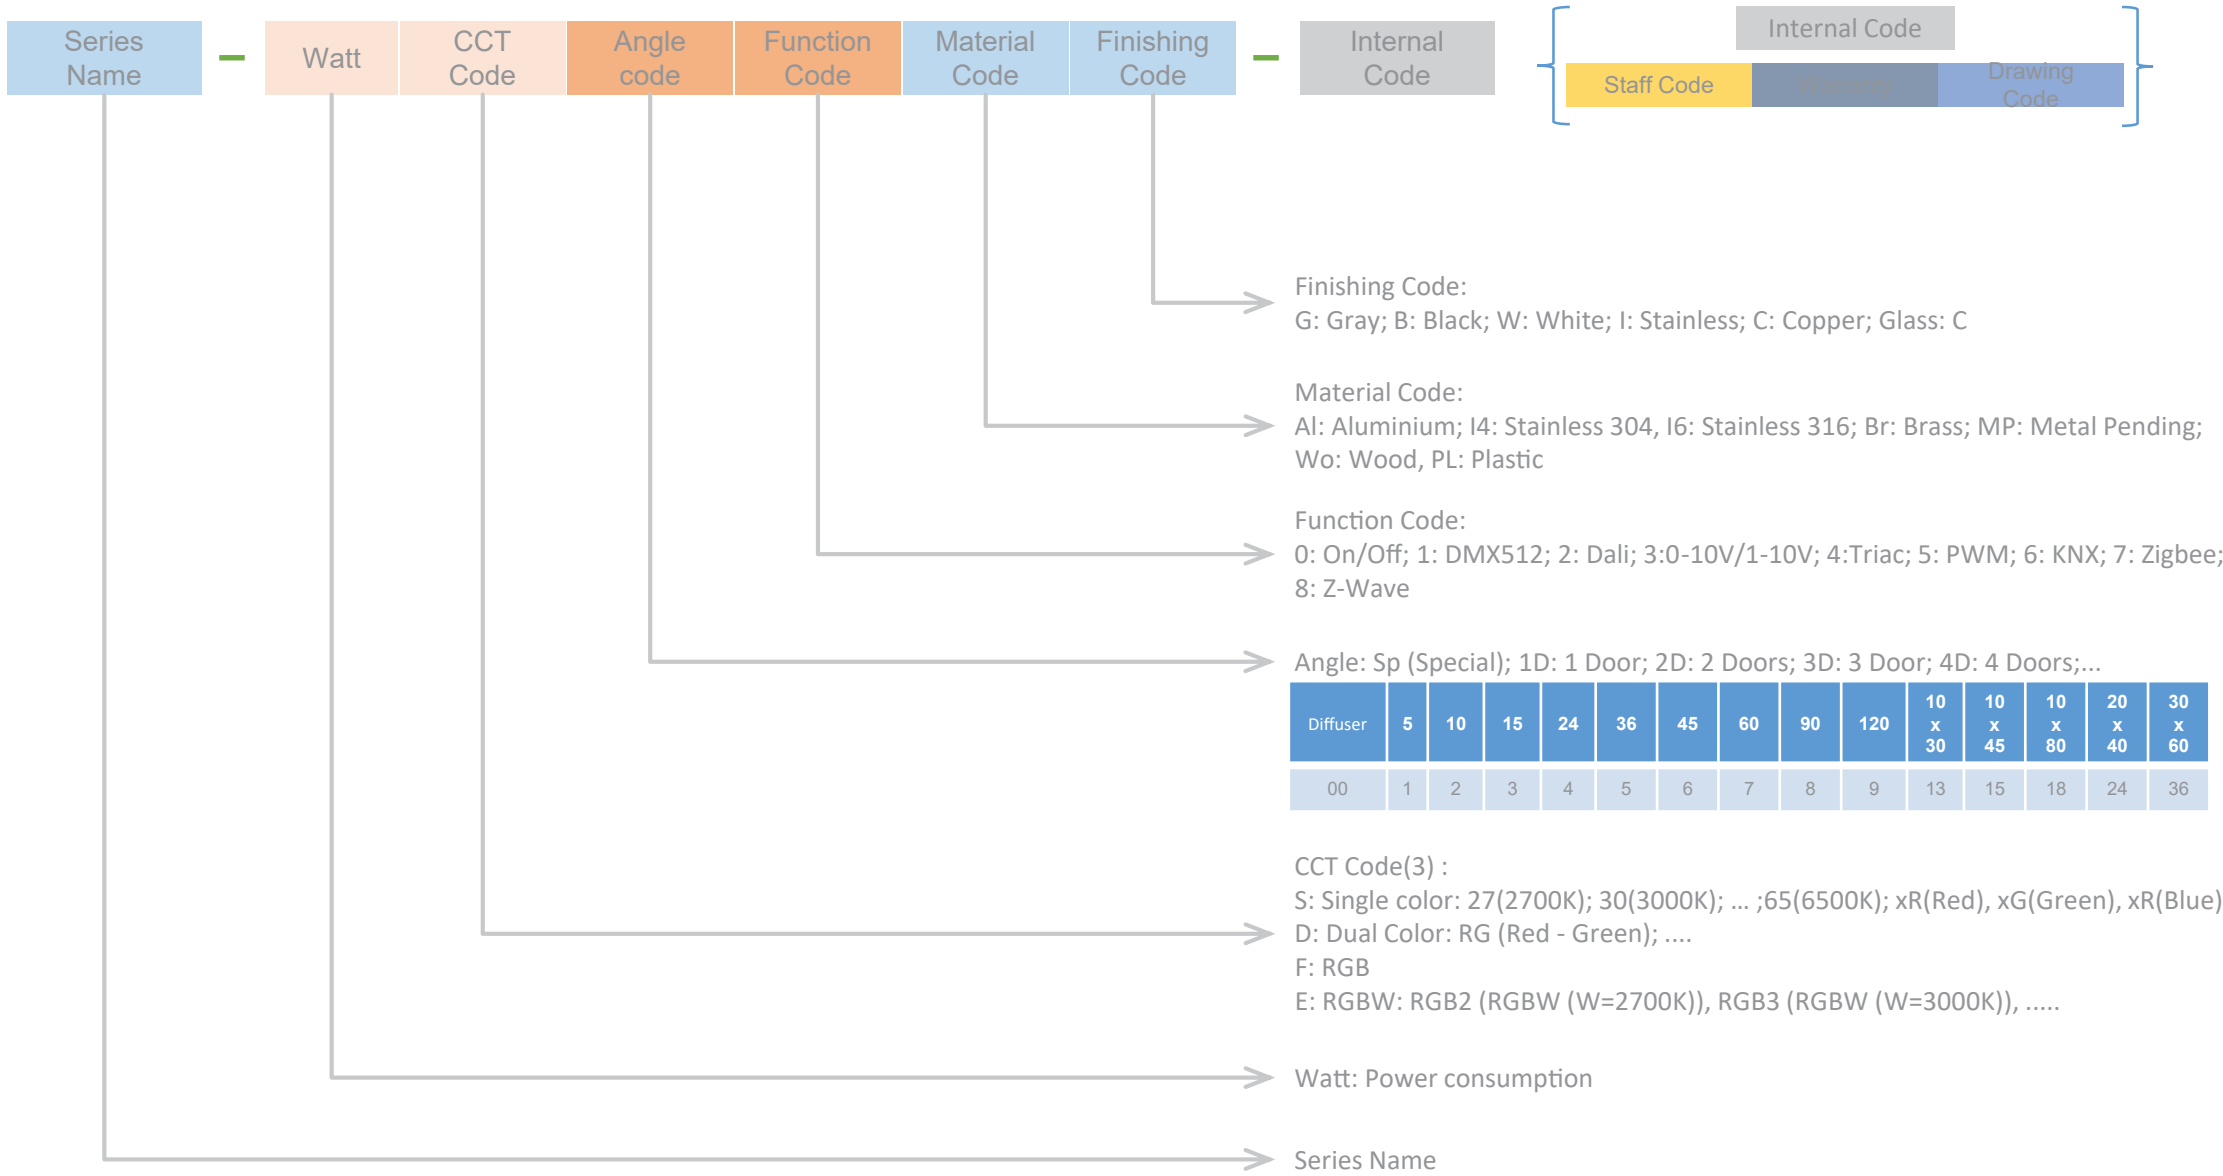 Series Name
Watt
CCT Code
Angle code
Function Code
Material Code
Finishing Code
Internal Code
Internal Code
Staff Code
Drawing Code
Finishing Code:
G: Gray; B: Black; W: White; I: Stainless; C: Copper; Glass: C
Material Code:
Al: Aluminium; I4: Stainless 304, I6: Stainless 316; Br: Brass; MP: Metal Pending;
Wo: Wood, PL: Plastic
Function Code:
0: On/Off; 1: DMX512; 2: Dali; 3:0-10V/1-10V; 4:Triac; 5: PWM; 6: KNX; 7: Zigbee;
8: Z-Wave
Angle: Sp (Special); 1D: 1 Door; 2D: 2 Doors; 3D: 3 Door; 4D: 4 Doors;...
Diffuser 5 10 15 24 36 45 60 90 120 10 x 30 10 x 45 10 x 80 20 x 40 30 x 60
00 1 2 3 4 5 6 7 8 9 13 15 18 24 36
CCT Code(3) :
S: Single color: 27(2700K); 30(3000K); ... ;65(6500K); xR(Red), xG(Green), xR(Blue)
D: Dual Color: RG (Red - Green); ....
F: RGB
E: RGBW: RGB2 (RGBW (W=2700K)), RGB3 (RGBW (W=3000K)), .....
Watt: Power consumption
Series Name